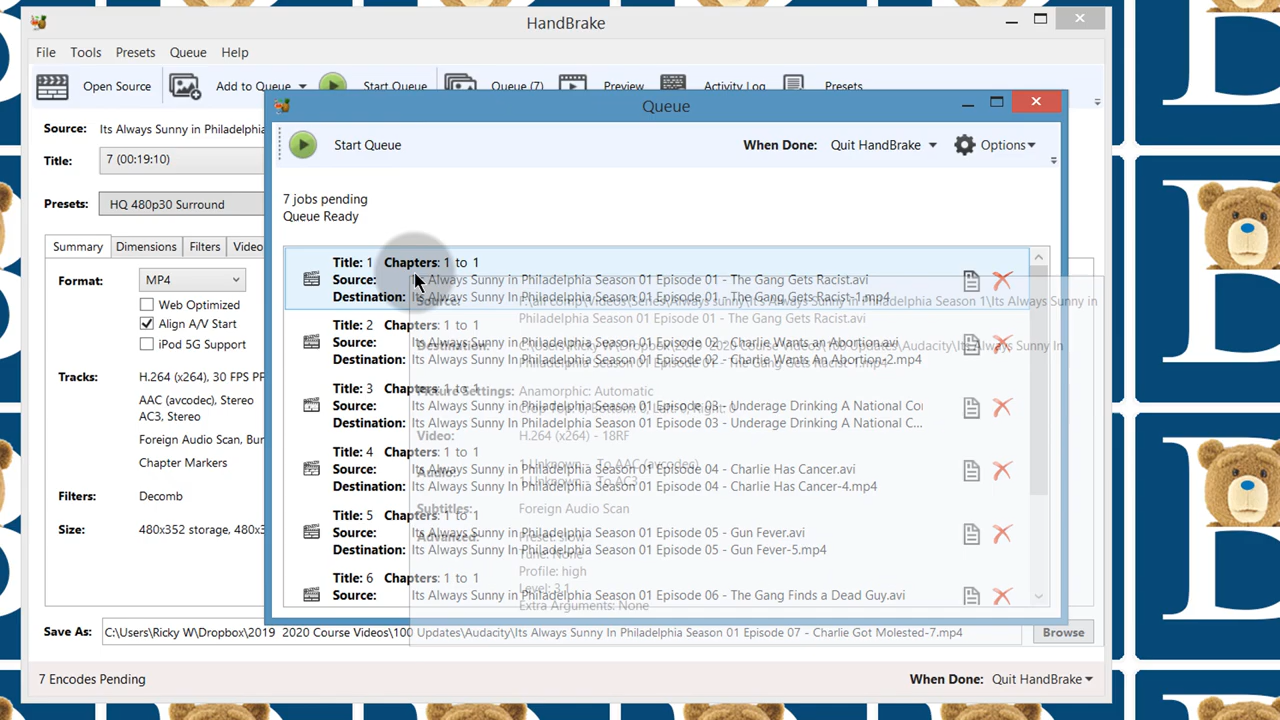 HandBrake
File Tools Presets Queue Help
Open Source Add to Queue Start Queue Queue (7) Preview Activity Log Presets
Source: Its Always Sunny in Philadelphia
Title: 7 (00:19:10)
Presets: HQ 480p30 Surround
Summary Dimensions Filters Video
Format: MP4
Web Optimized
Align A/V Start
iPod 5G Support
Tracks: H.264 (x264), 30 FPS PF
AAC (avcodec), Stereo
AC3, Stereo
Foreign Audio Scan, Bur
Chapter Markers
Filters: Decomb
Size: 480x352 storage, 480x3
Save As: C:\Users\Ricky W\Dropbox\2019 2020 Course Videos\100 Updates\Audacity\Its Always Sunny In Philadelphia Season 01 Episode 07 - Charlie Got Molested-7.mp4 Browse
7 Encodes Pending When Done: Quit HandBrake
Queue
Start Queue When Done: Quit HandBrake Options
7 jobs pending
Queue Ready
Title: 1 Chapters: 1 to 1
Source: Its Always Sunny in Philadelphia Season 01 Episode 01 - The Gang Gets Racist.avi
Destination: Its Always Sunny In Philadelphia Season 01 Episode 01 - The Gang Gets Racist-1.mp4
Title: 2 Chapters: 1 to 1
Source: Its Always Sunny in Philadelphia Season 01 Episode 02 - Charlie Wants an Abortion.avi
Destination: Its Always Sunny In Philadelphia Season 01 Episode 02 - Charlie Wants An Abortion-2.mp4
Title: 3 Chapters: 1 to 1
Source: Its Always Sunny in Philadelphia Season 01 Episode 03 - Underage Drinking A National Co
Destination: Its Always Sunny In Philadelphia Season 01 Episode 03 - Underage Drinking A National C...
Title: 4 Chapters: 1 to 1
Source: Its Always Sunny in Philadelphia Season 01 Episode 04 - Charlie Has Cancer.avi
Destination: Its Always Sunny In Philadelphia Season 01 Episode 04 - Charlie Has Cancer-4.mp4
Title: 5 Chapters: 1 to 1
Source: Its Always Sunny in Philadelphia Season 01 Episode 05 - Gun Fever.avi
Destination: Its Always Sunny In Philadelphia Season 01 Episode 05 - Gun Fever-5.mp4
Title: 6 Chapters: 1 to 1
Source: Its Always Sunny in Philadelphia Season 01 Episode 06 - The Gang Finds a Dead Guy.avi
Source: Philadelphia Season 1\Its Always Sunny in
Philadelphia Season 01 Episode 01 - The Gang Gets Racist.avi
Destination: Audacity\Its Always Sunny In
Picture Settings: Anamorphic: Automatic
Video: H.264 (x264) - 18RF
Audio:
Subtitles: Foreign Audio Scan
Advanced:
Tune: None
Profile: high
Level: 3.1
Extra Arguments: None